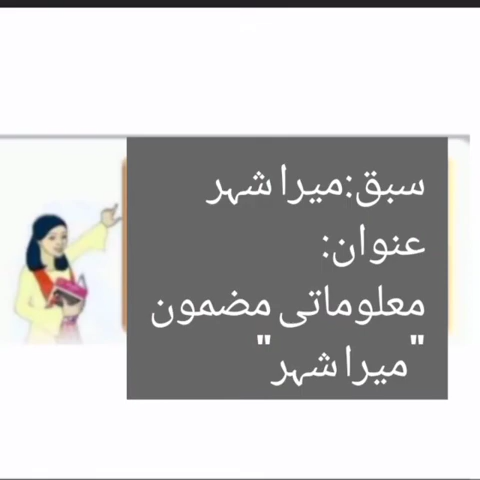 سبق:میرا شہر
عنوان:
معلوماتی مضمون
"میرا شہر"